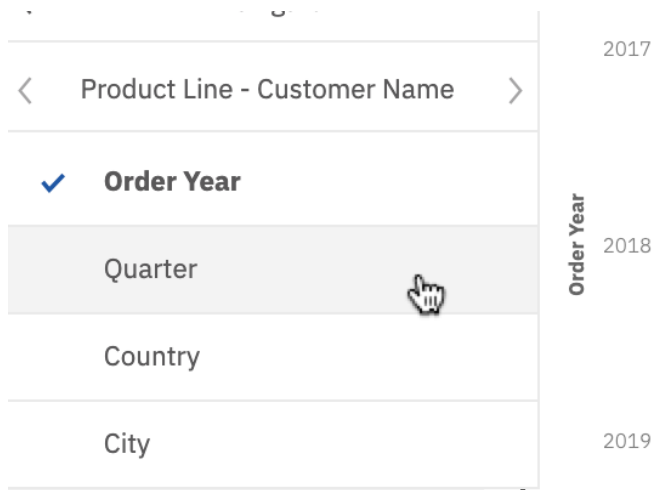 Product Line - Customer Name
Order Year
Quarter
Country
City
Order Year
2017
2018
2019